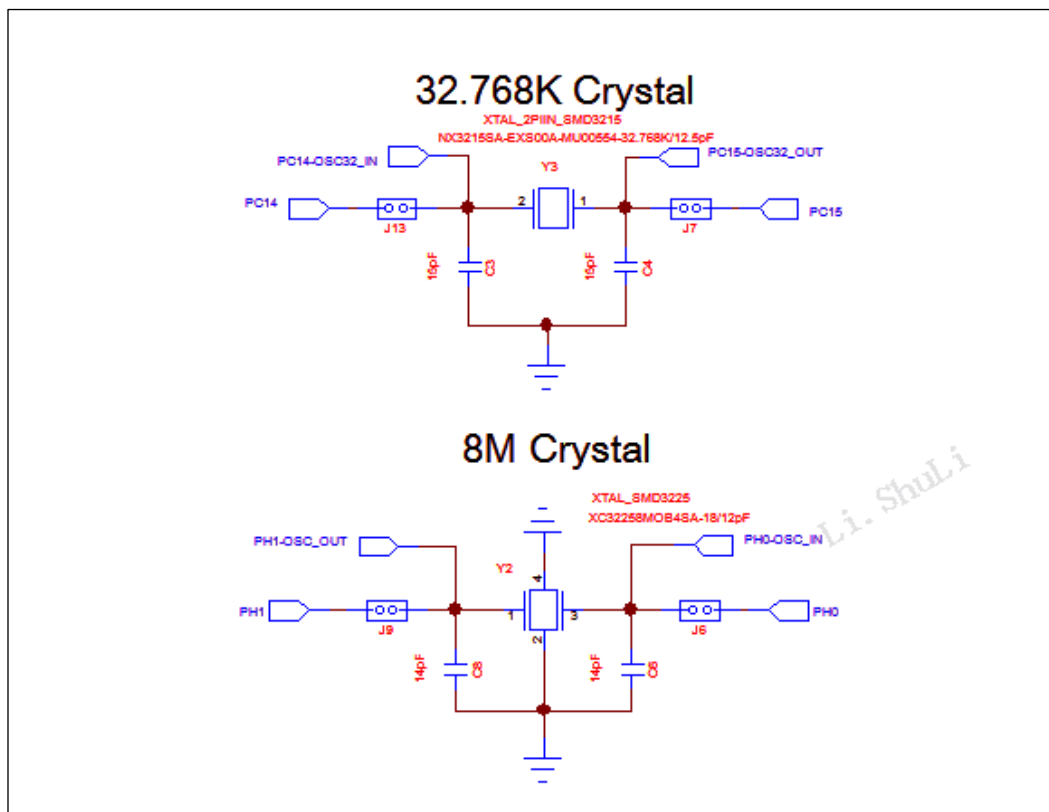 32.768K Crystal
XTAL_2PIIN_SMD3215
NX3215SA-EXS00A-MU00554-32.768K/12.5pF
PC14-OSC32_IN
PC15-OSC32_OUT
Y3
PC14
2
1
PC15
J13
J7
15pF
C3
15pF
C4
8M Crystal
XTAL_SMD3225
XC32258MOB4SA-18/12pF
PH1-OSC_OUT
PH0-OSC_IN
Y2
4
PH1
1
3
PH0
J9
2
J6
14pF
14pF
Li.ShuLi